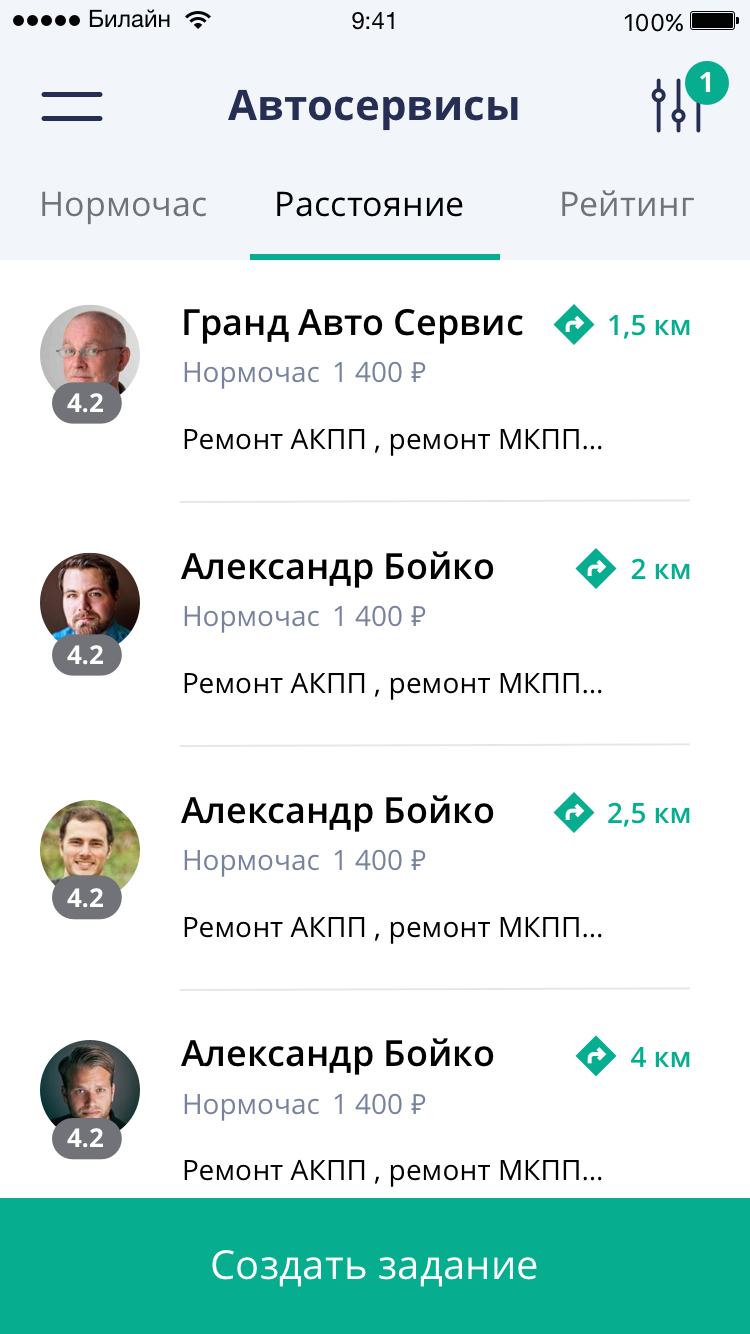 Билайн 9:41 100%
Автосервисы 1
Нормочас Расстояние Рейтинг
Гранд Авто Сервис 1,5 км
Нормочас 1 400 ₽
4.2
Ремонт АКПП , ремонт МКПП...
Александр Бойко 2 км
Нормочас 1 400 ₽
4.2
Ремонт АКПП , ремонт МКПП...
Александр Бойко 2,5 км
Нормочас 1 400 ₽
4.2
Ремонт АКПП , ремонт МКПП...
Александр Бойко 4 км
Нормочас 1 400 ₽
4.2
Ремонт АКПП , ремонт МКПП...
Создать задание